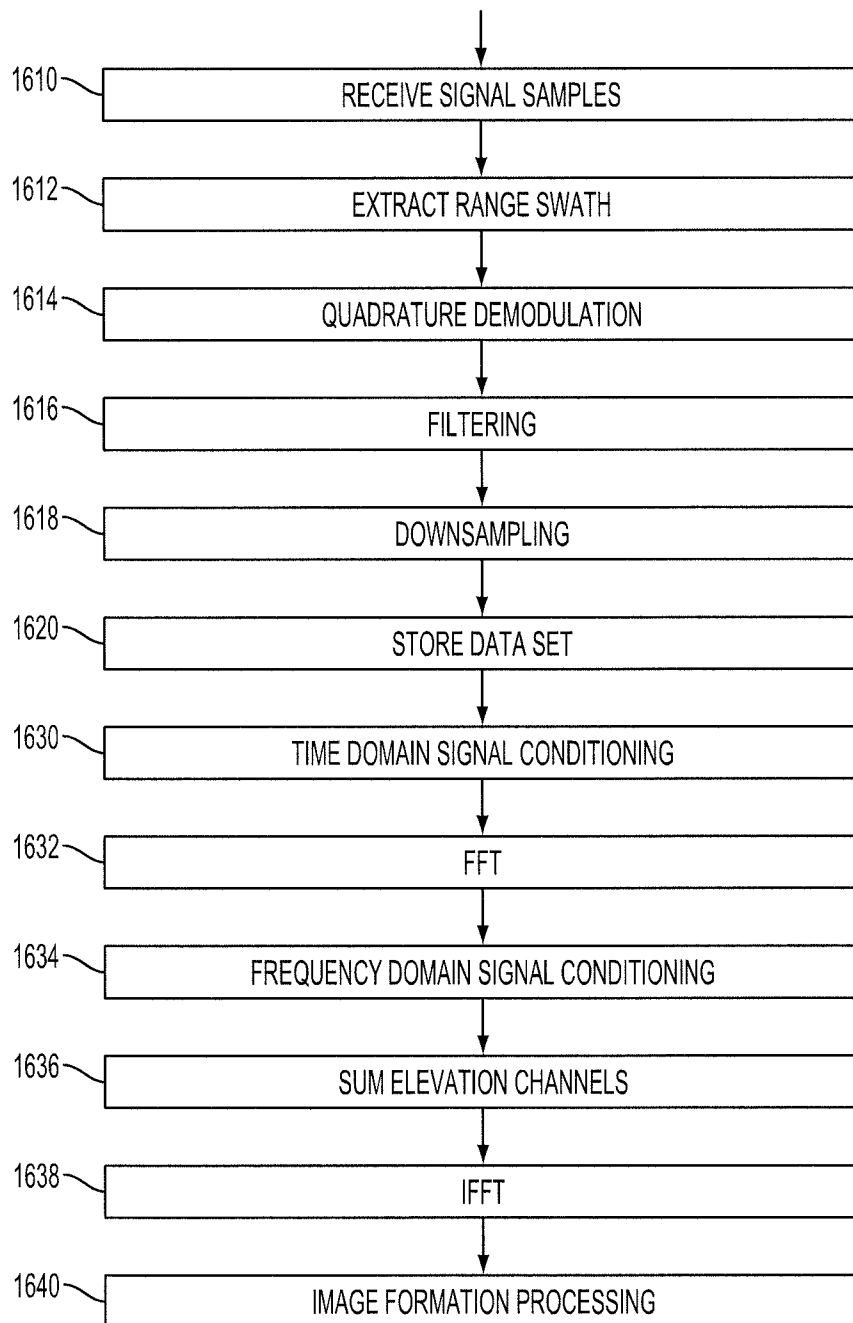 1610 RECEIVE SIGNAL SAMPLES
1612 EXTRACT RANGE SWATH
1614 QUADRATURE DEMODULATION
1616 FILTERING
1618 DOWNSAMPLING
1620 STORE DATA SET
1630 TIME DOMAIN SIGNAL CONDITIONING
1632 FFT
1634 FREQUENCY DOMAIN SIGNAL CONDITIONING
1636 SUM ELEVATION CHANNELS
1638 IFFT
1640 IMAGE FORMATION PROCESSING